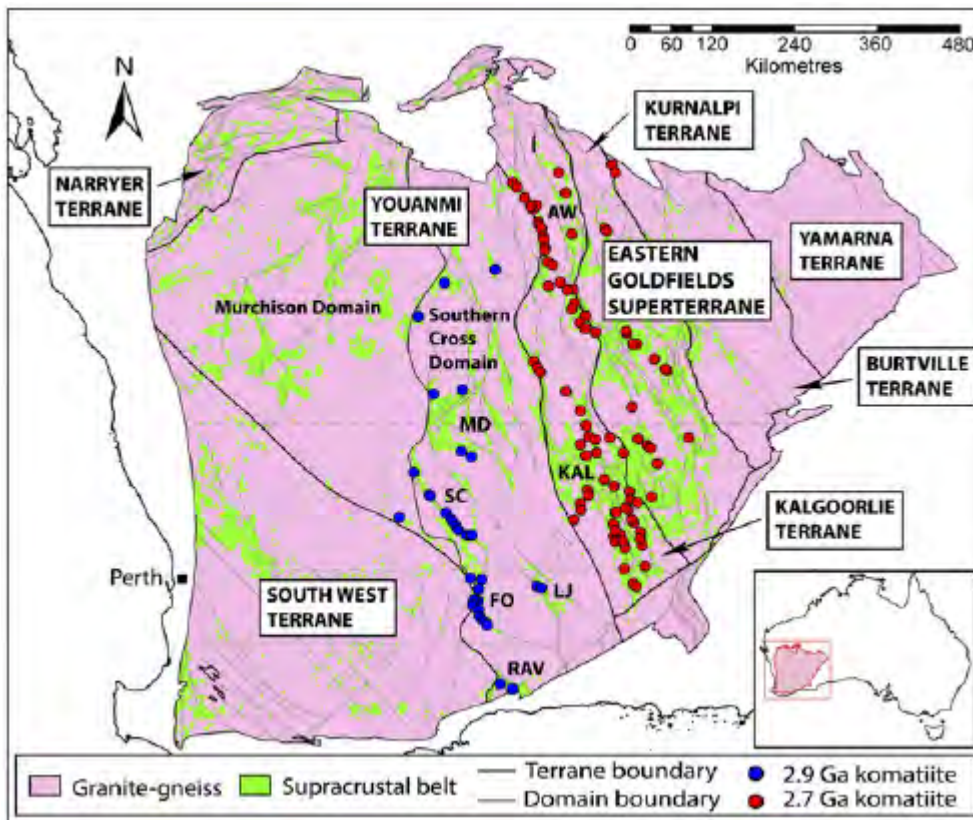 0 60 120 240 360 480
Kilometres
N
KURNALPI
TERRANE
NARRYER
TERRANE
YOUANMI
TERRANE
AW
EASTERN
GOLDFIELDS
SUPERTERRANE
YAMARNA
TERRANE
Murchison Domain
Southern
Cross
Domain
BURTVILLE
TERRANE
MD
KAL
SC
KALGOORLIE
TERRANE
Perth
SOUTH WEST
TERRANE
FO
LJ
RAV
Granite-gneiss
Supracrustal belt
Terrane boundary
Domain boundary
2.9 Ga komatiite
2.7 Ga komatiite